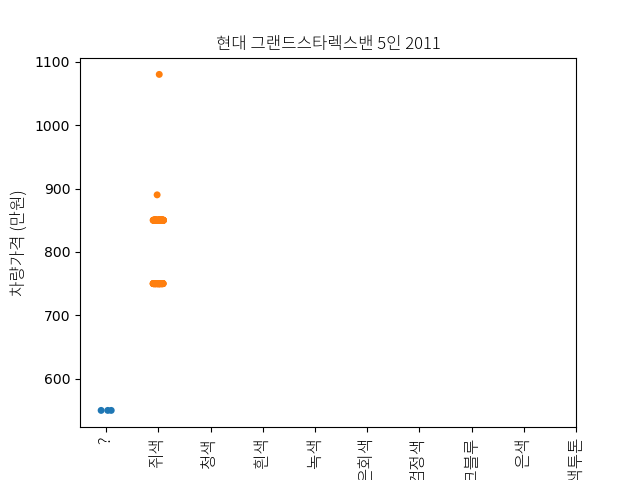 현대 그랜드스타렉스밴 5인 2011
차량가격 (만원)
1100
1000
900
800
700
600
?
쥐색
청색
흰색
녹색
은회색
검정색
은색